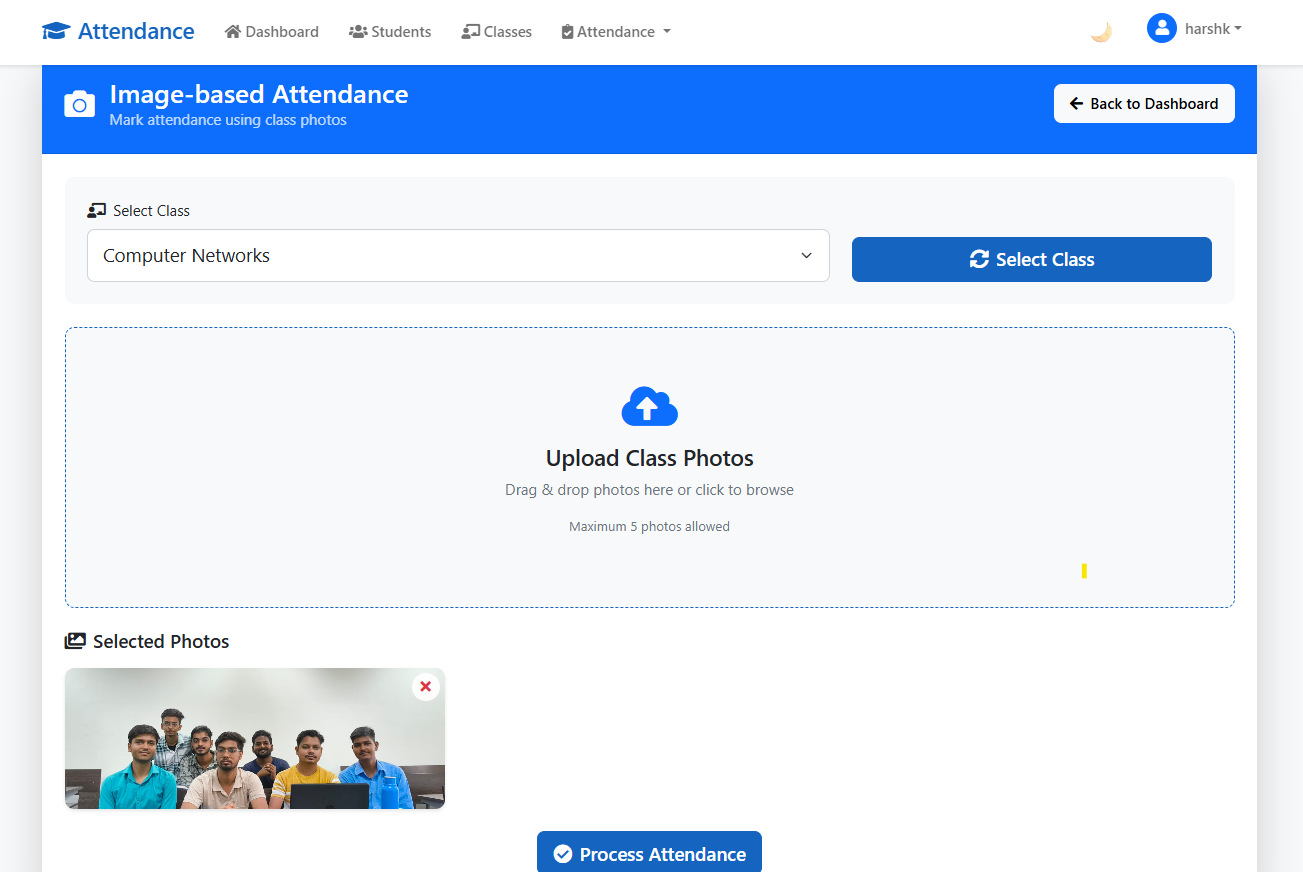 Attendance Dashboard Students Classes Attendance harshk
Image-based Attendance
Mark attendance using class photos
Back to Dashboard
Select Class
Computer Networks
Select Class
Upload Class Photos
Drag & drop photos here or click to browse
Maximum 5 photos allowed
Selected Photos
Process Attendance